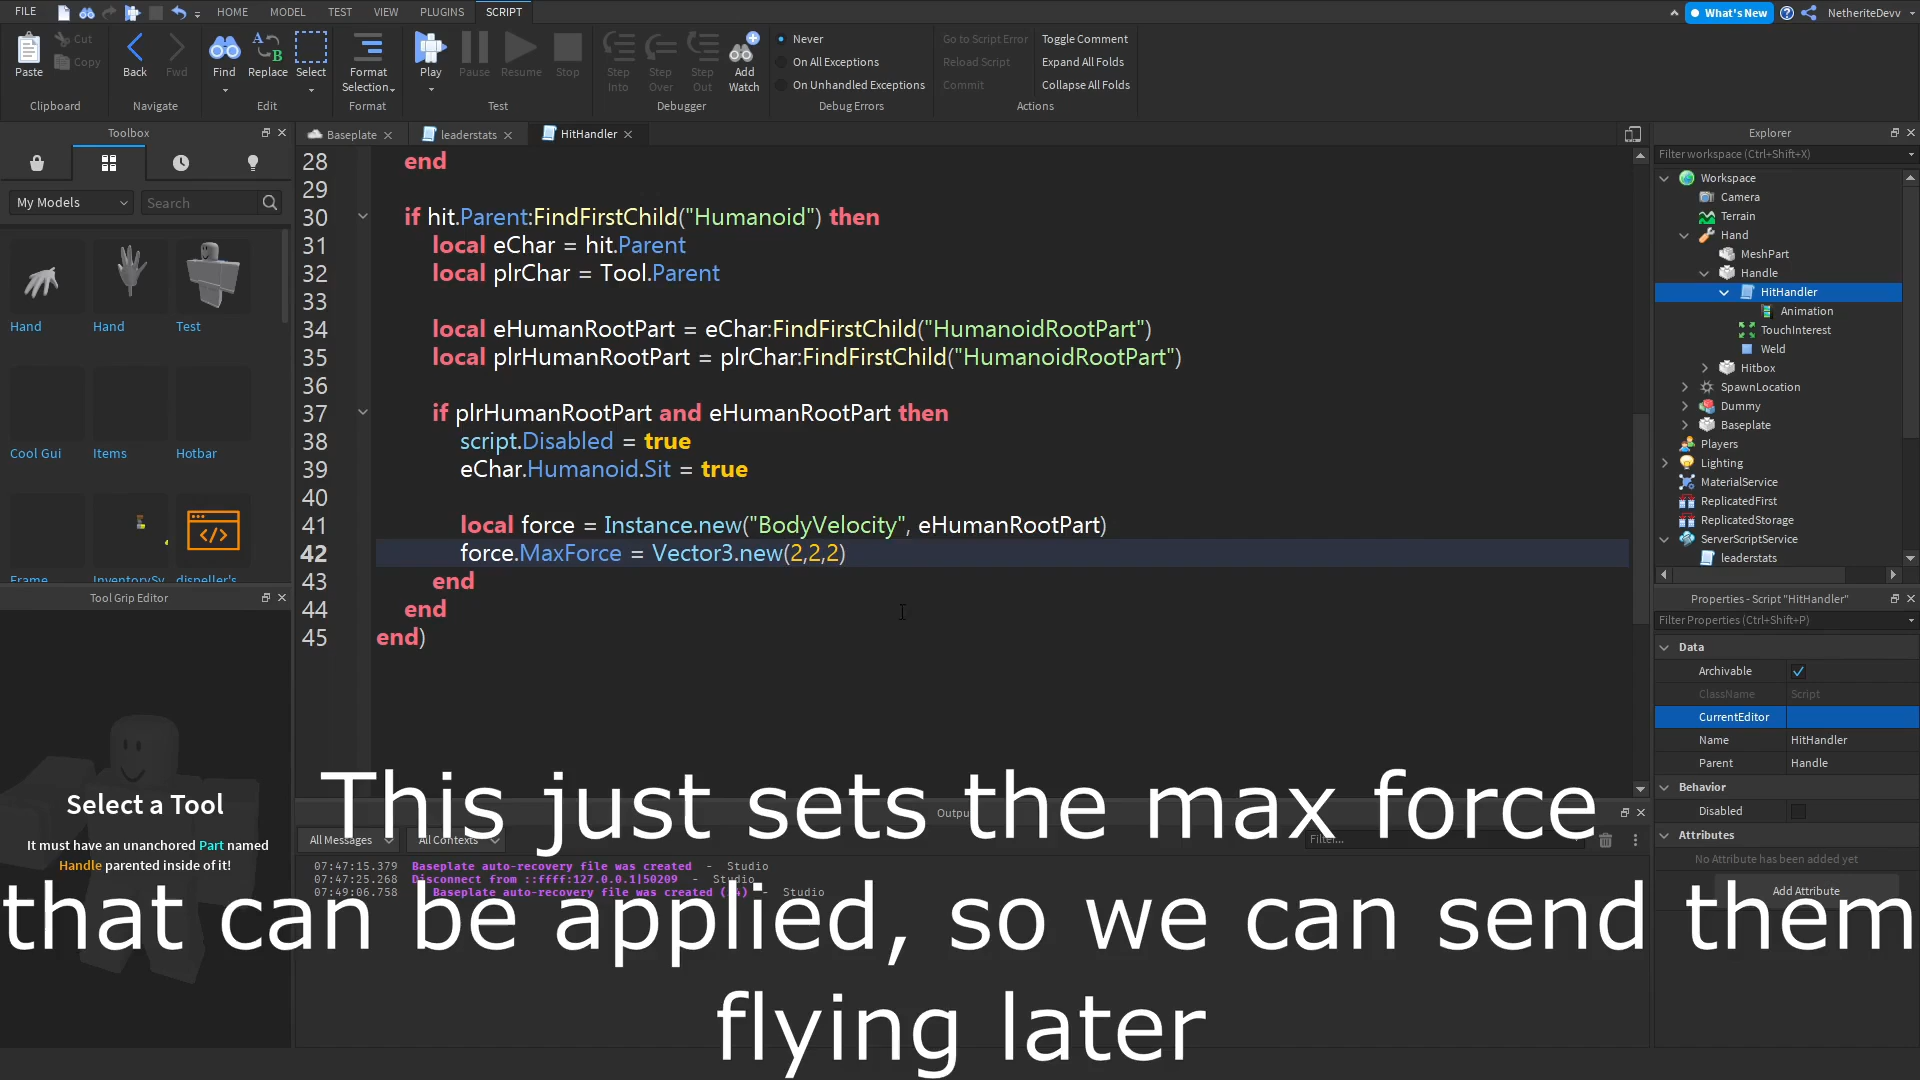 FILE HOME MODEL TEST VIEW PLUGINS SCRIPT What's New NetheriteDevv
Paste Cut Copy Back Fwd Find Replace Select Format Selection Play Pause Resume Stop Step Into Step Over Step Out Add Watch
Never Go to Script Error Toggle Comment
On All Exceptions Reload Script Expand All Folds
On Unhandled Exceptions Commit Collapse All Folds
Clipboard Navigate Edit Format Test Debugger Debug Errors Actions
Toolbox
My Models Search
Hand Hand Test
Cool Gui Items Hotbar
Frame InventorySy dispeller's
Tool Grip Editor
Select a Tool
It must have an unanchored Part named
Handle parented inside of it!
Baseplate leaderstats HitHandler
28 end
29
30 if hit.Parent:FindFirstChild("Humanoid") then
31 local eChar = hit.Parent
32 local plrChar = Tool.Parent
33
34 local eHumanRootPart = eChar:FindFirstChild("HumanoidRootPart")
35 local plrHumanRootPart = plrChar:FindFirstChild("HumanoidRootPart")
36
37 if plrHumanRootPart and eHumanRootPart then
38 script.Disabled = true
39 eChar.Humanoid.Sit = true
40
41 local force = Instance.new("BodyVelocity", eHumanRootPart)
42 force.MaxForce = Vector3.new(2,2,2)
43 end
44 end
45 end)
Outpu
All Messages All Contexts Filter...
07:47:15.379 Baseplate auto-recovery file was created - Studio
07:47:25.268 Disconnect from ::ffff:127.0.0.1|50209 - Studio
07:49:06.758 Baseplate auto-recovery file was created ( - Studio
Explorer
Filter workspace (Ctrl+Shift+X)
Workspace
Camera
Terrain
Hand
MeshPart
Handle
HitHandler
Animation
TouchInterest
Weld
Hitbox
SpawnLocation
Dummy
Baseplate
Players
Lighting
MaterialService
ReplicatedFirst
ReplicatedStorage
ServerScriptService
leaderstats
Properties - Script "HitHandler"
Filter Properties (Ctrl+Shift+P)
Data
Archivable
ClassName Script
CurrentEditor
Name HitHandler
Parent Handle
Behavior
Disabled
Attributes
No Attribute has been added yet
Add Attribute
This just sets the max force
that can be applied, so we can send them
flying later